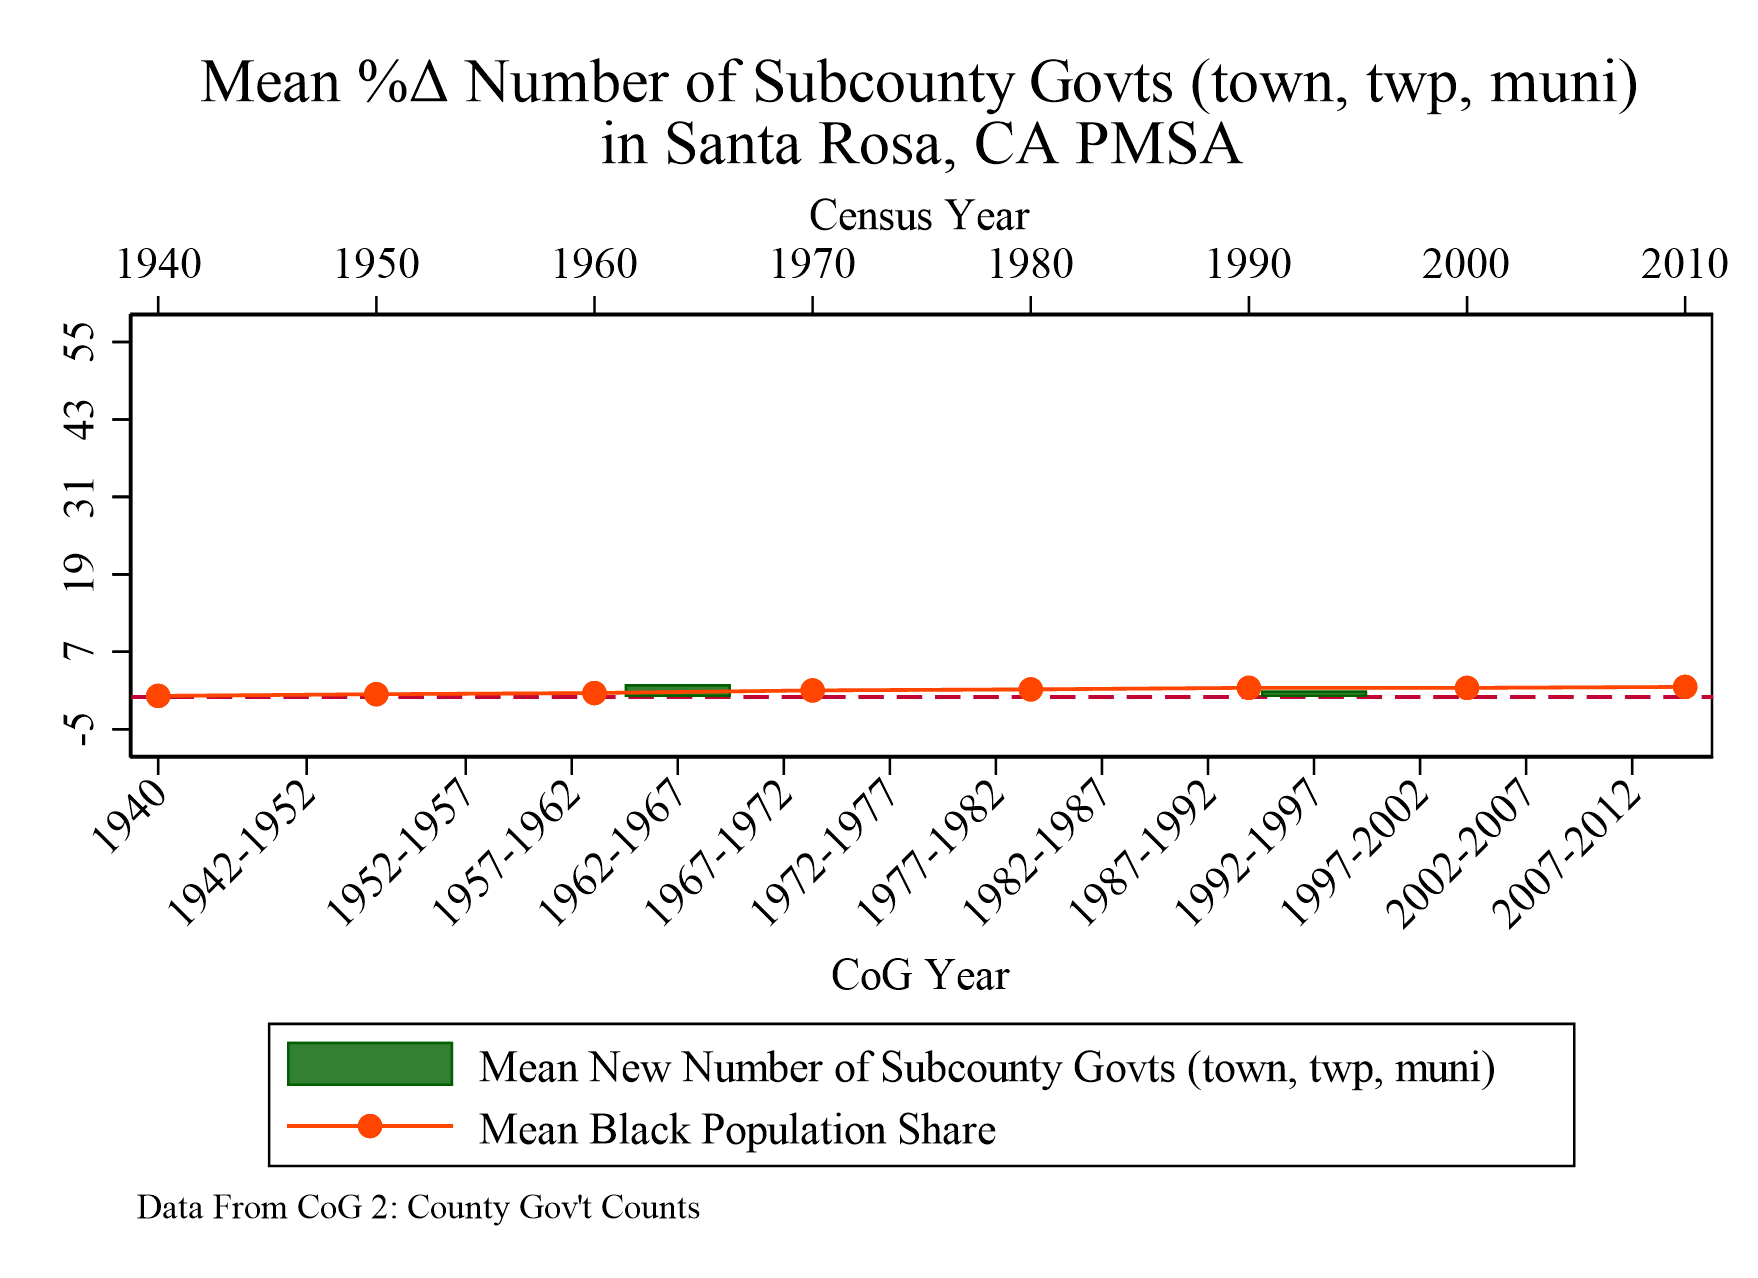 Mean %Δ Number of Subcounty Govts (town, twp, muni)
in Santa Rosa, CA PMSA
Census Year
1940 1950 1960 1970 1980 1990 2000 2010
55
43
31
19
7
-5
1940 1942-1952 1952-1957 1957-1962 1962-1967 1967-1972 1972-1977 1977-1982 1982-1987 1987-1992 1992-1997 1997-2002 2002-2007 2007-2012
CoG Year
Mean New Number of Subcounty Govts (town, twp, muni)
Mean Black Population Share
Data From CoG 2: County Gov't Counts